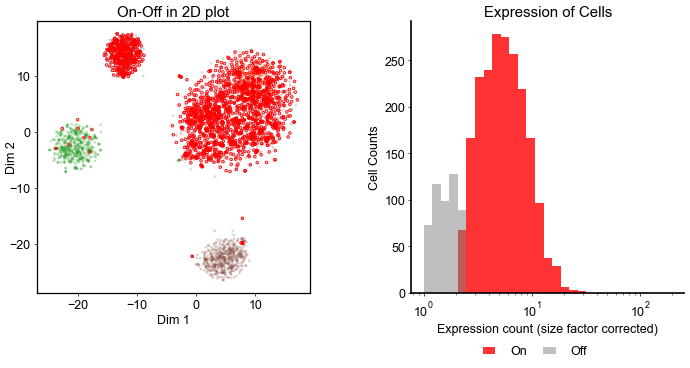 On-Off in 2D plot
Dim 2
10
0
−10
−20
−20 −10 0 10
Dim 1
Expression of Cells
Cell Counts
250
200
150
100
50
0
10^0 10^1 10^2
Expression count (size factor corrected)
On Off